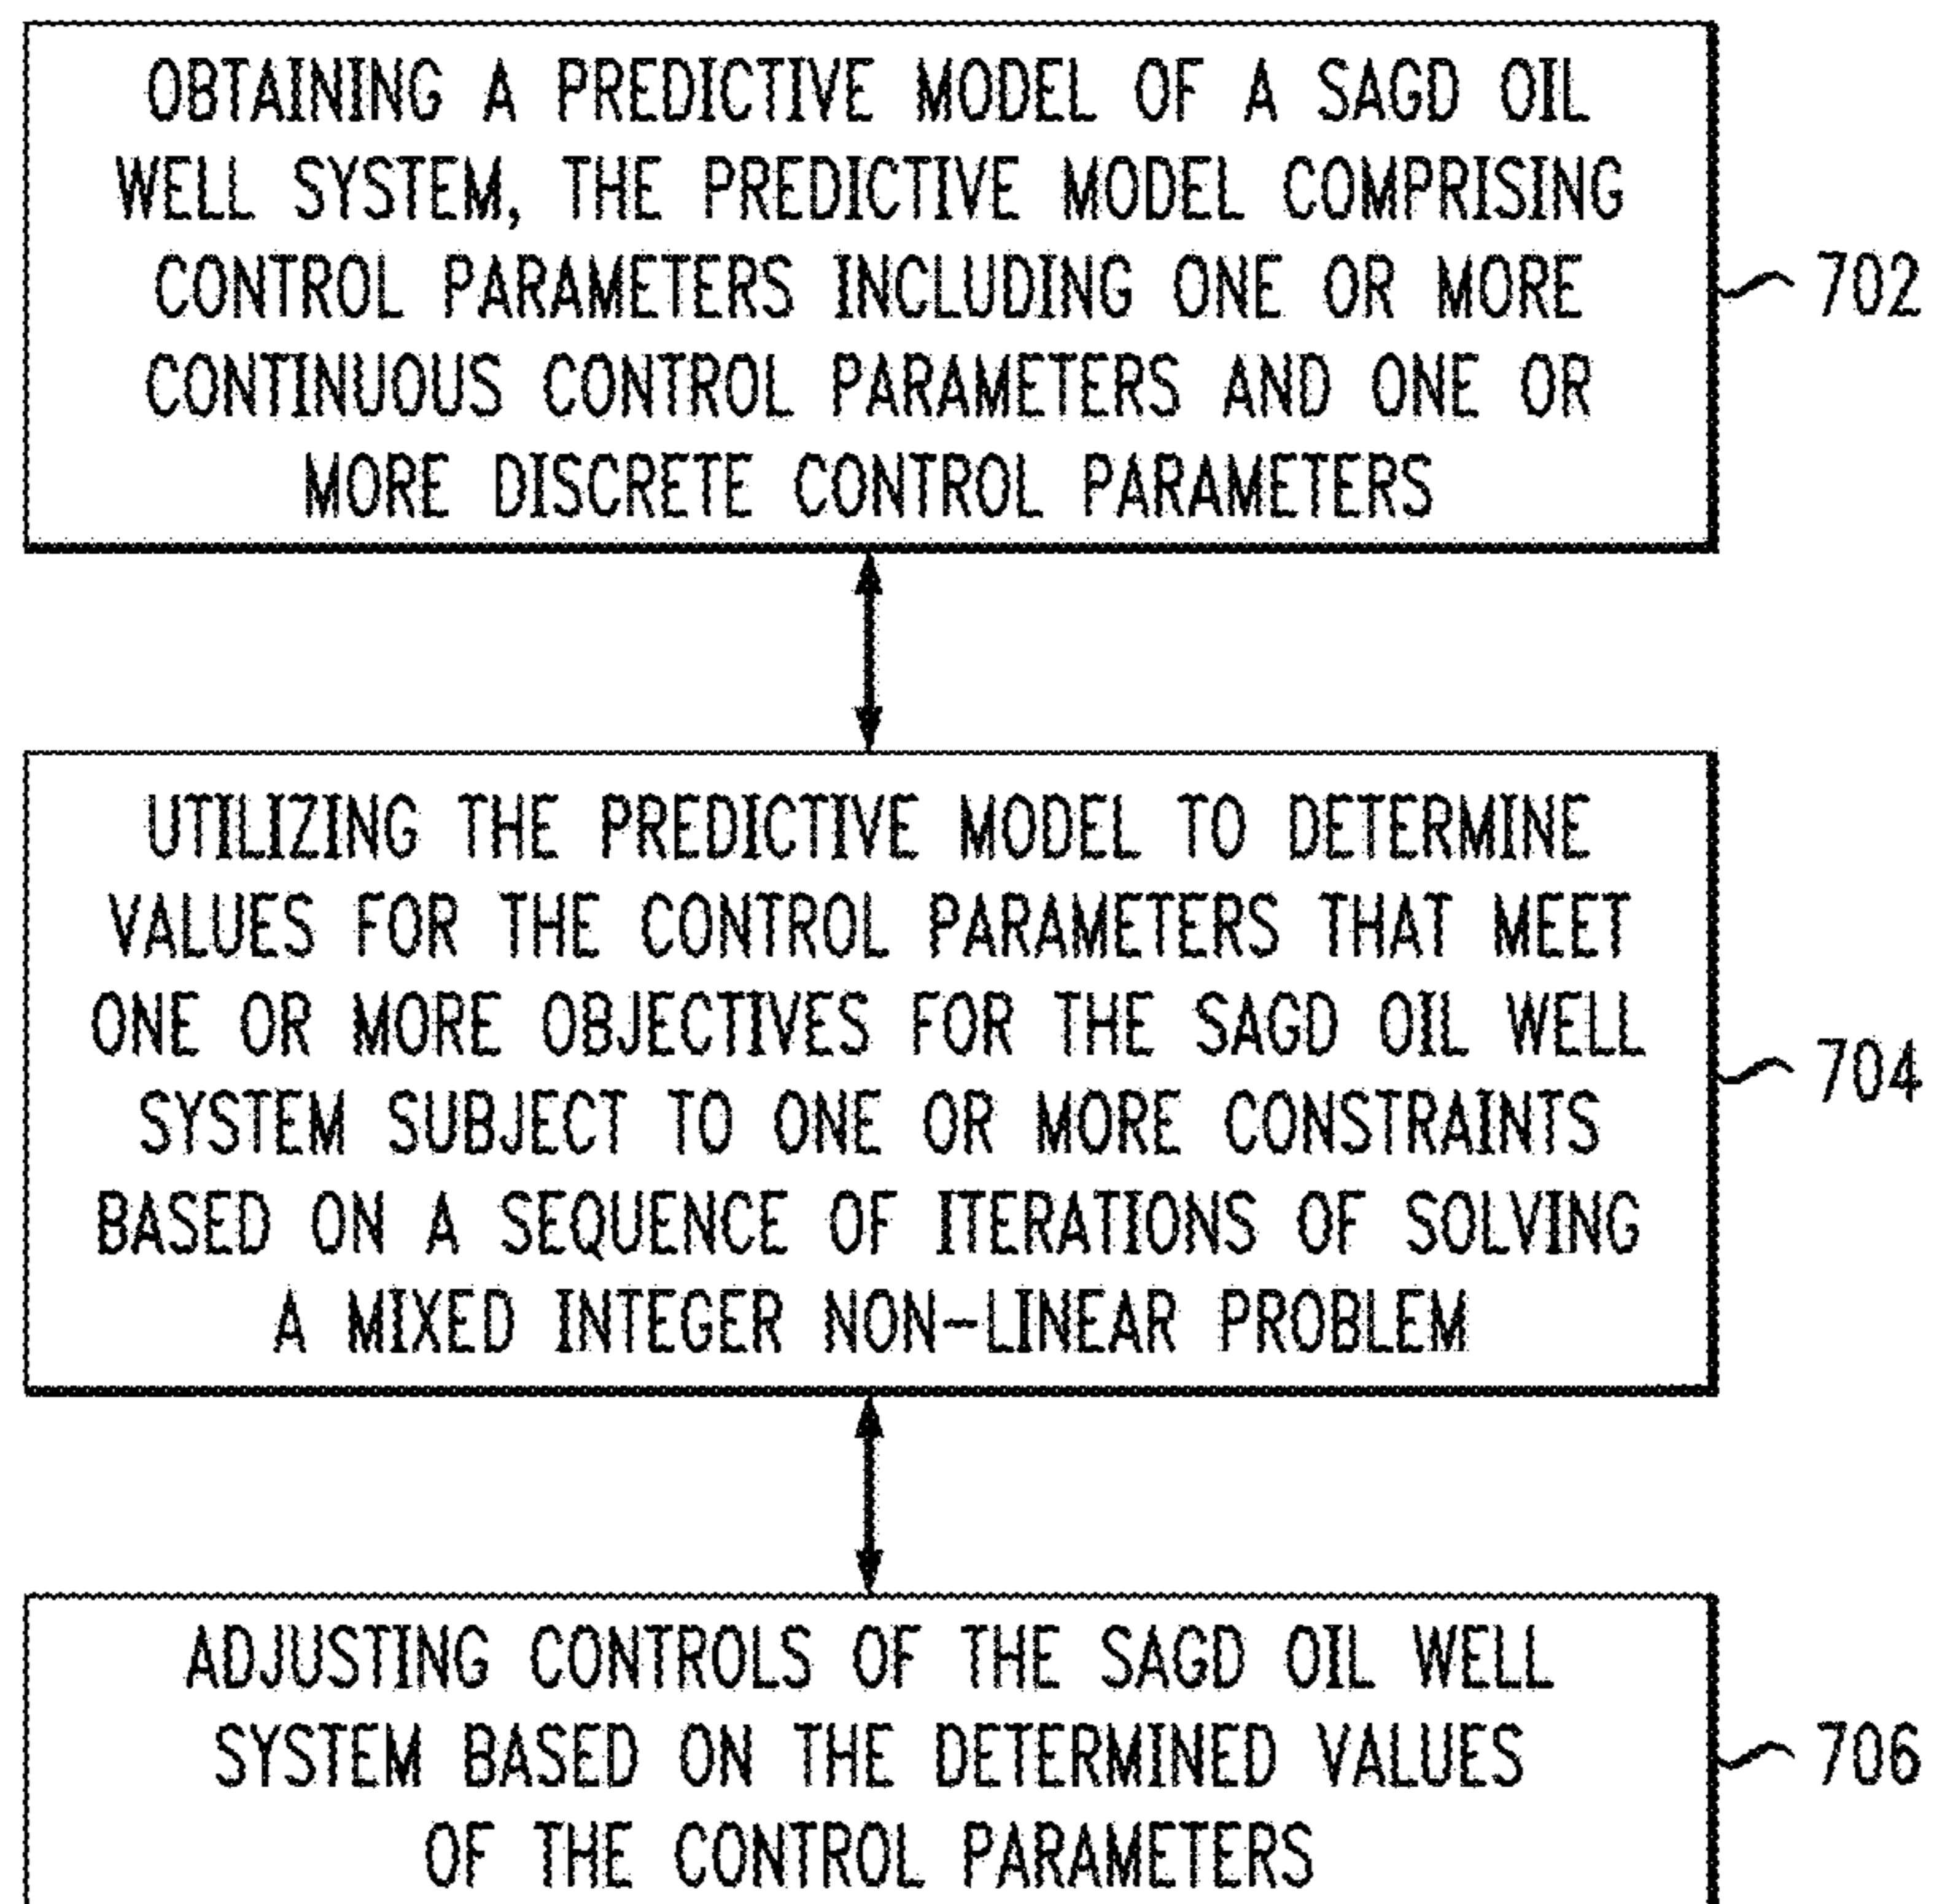 OBTAINING A PREDICTIVE MODEL OF A SAGD OIL
WELL SYSTEM, THE PREDICTIVE MODEL COMPRISING
CONTROL PARAMETERS INCLUDING ONE OR MORE
CONTINUOUS CONTROL PARAMETERS AND ONE OR
MORE DISCRETE CONTROL PARAMETERS
702
UTILIZING THE PREDICTIVE MODEL TO DETERMINE
VALUES FOR THE CONTROL PARAMETERS THAT MEET
ONE OR MORE OBJECTIVES FOR THE SAGD OIL WELL
SYSTEM SUBJECT TO ONE OR MORE CONSTRAINTS
BASED ON A SEQUENCE OF ITERATIONS OF SOLVING
A MIXED INTEGER NON-LINEAR PROBLEM
704
ADJUSTING CONTROLS OF THE SAGD OIL WELL
SYSTEM BASED ON THE DETERMINED VALUES
OF THE CONTROL PARAMETERS
706